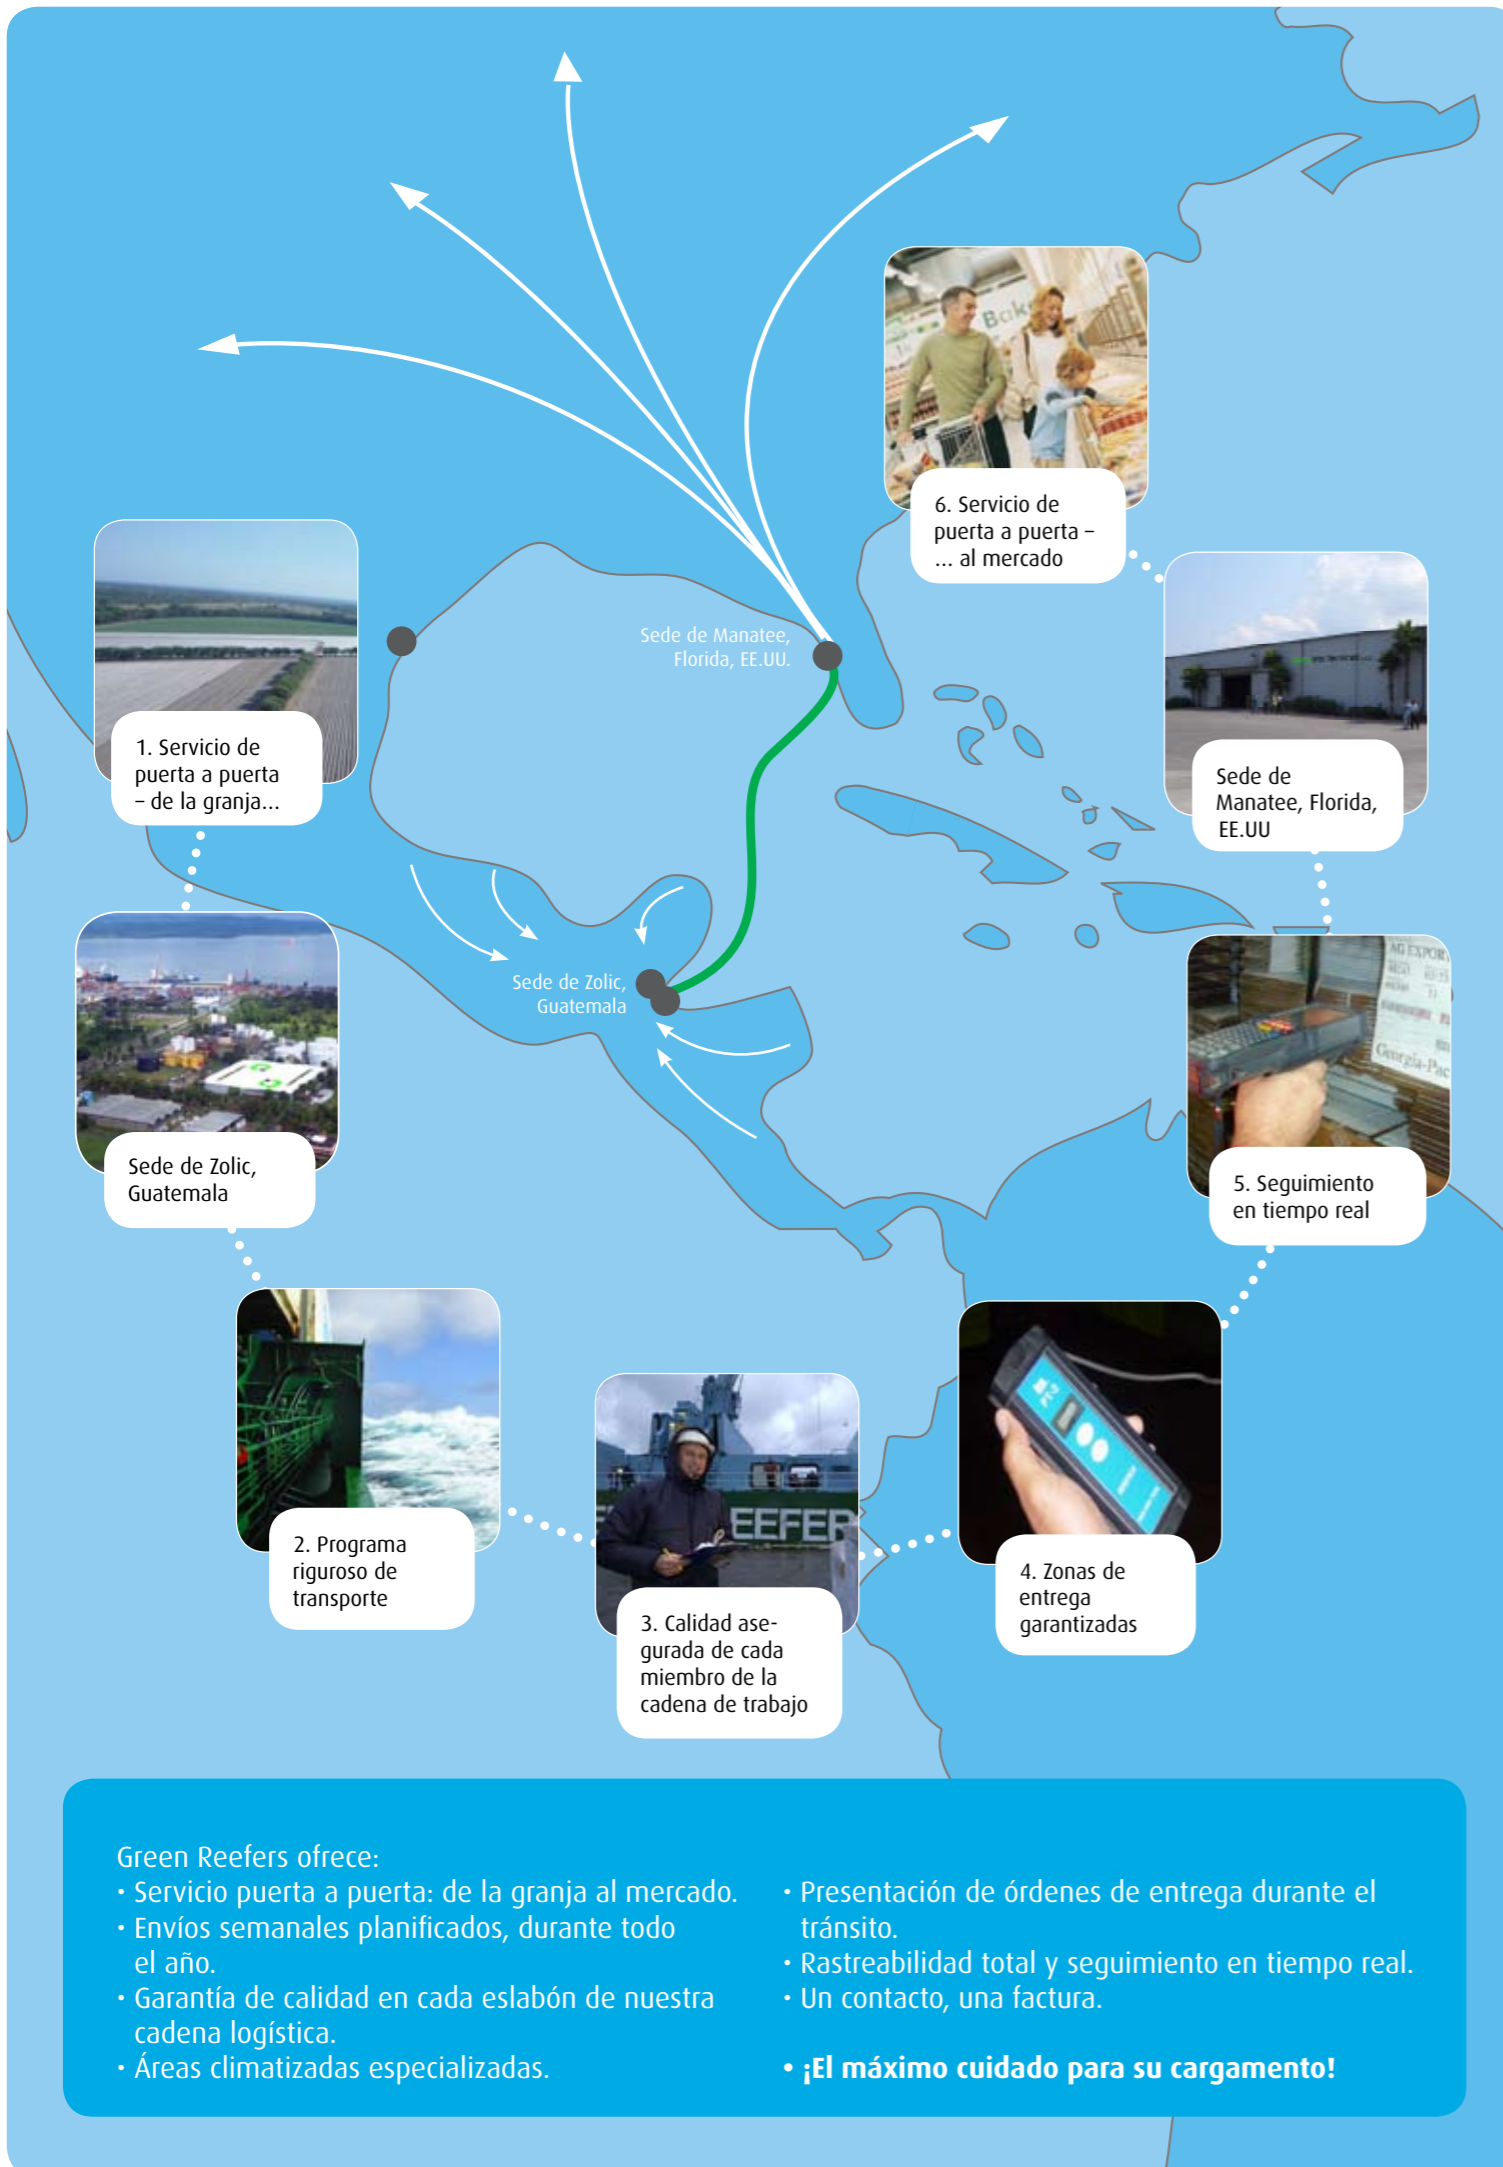 Bak
6. Servicio de
puerta a puerta –
... al mercado
Sede de Manatee,
Florida, EE.UU.
1. Servicio de
puerta a puerta
– de la granja...
Sede de
Manatee, Florida,
EE.UU
Sede de Zolic,
Guatemala
AG EXPOR
Georgia-Pac
Sede de Zolic,
Guatemala
5. Seguimiento
en tiempo real
EEFER
2. Programa
riguroso de
transporte
3. Calidad ase-
gurada de cada
miembro de la
cadena de trabajo
4. Zonas de
entrega
garantizadas
Green Reefers ofrece:
• Servicio puerta a puerta: de la granja al mercado.
• Envíos semanales planificados, durante todo
el año.
• Garantía de calidad en cada eslabón de nuestra
cadena logística.
• Áreas climatizadas especializadas.
• Presentación de órdenes de entrega durante el
tránsito.
• Rastreabilidad total y seguimiento en tiempo real.
• Un contacto, una factura.
• ¡El máximo cuidado para su cargamento!